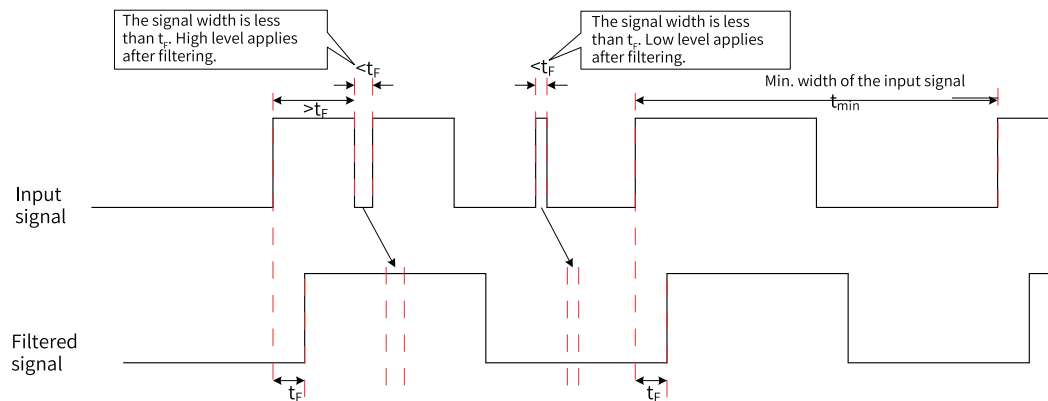 The signal width is less
than tF. High level applies
after filtering.
The signal width is less
than tF. Low level applies
after filtering.
<tF
<tF
Min. width of the input signal
>tF
tmin
Input
signal
Filtered
signal
tF
tF